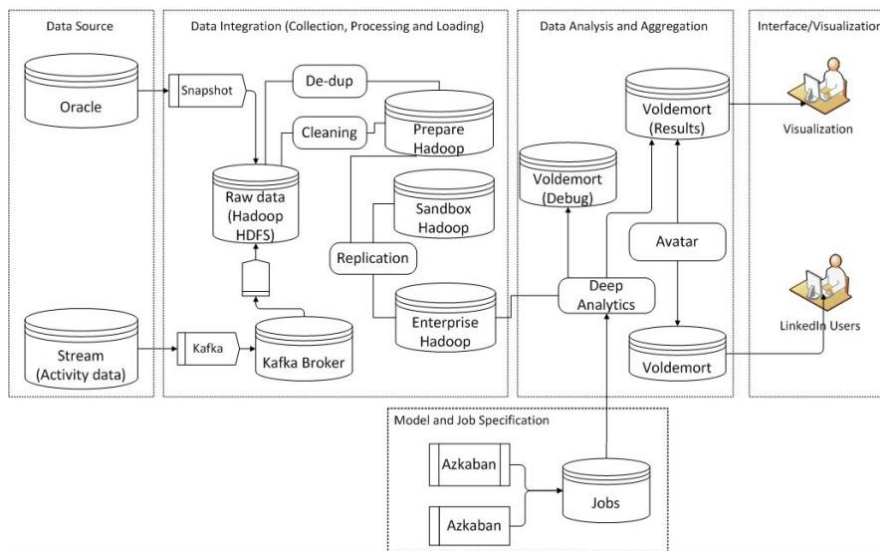 Data Source
Data Integration (Collection, Processing and Loading)
Data Analysis and Aggregation
Interface/Visualization
Oracle
Snapshot
De-dup
Cleaning
Prepare
Hadoop
Raw data
(Hadoop
HDFS)
Sandbox
Hadoop
Replication
Enterprise
Hadoop
Stream
(Activity data)
Kafka
Kafka Broker
Voldemort
(Results)
Voldemort
(Debug)
Avatar
Deep
Analytics
Voldemort
Visualization
LinkedIn Users
Model and Job Specification
Azkaban
Azkaban
Jobs